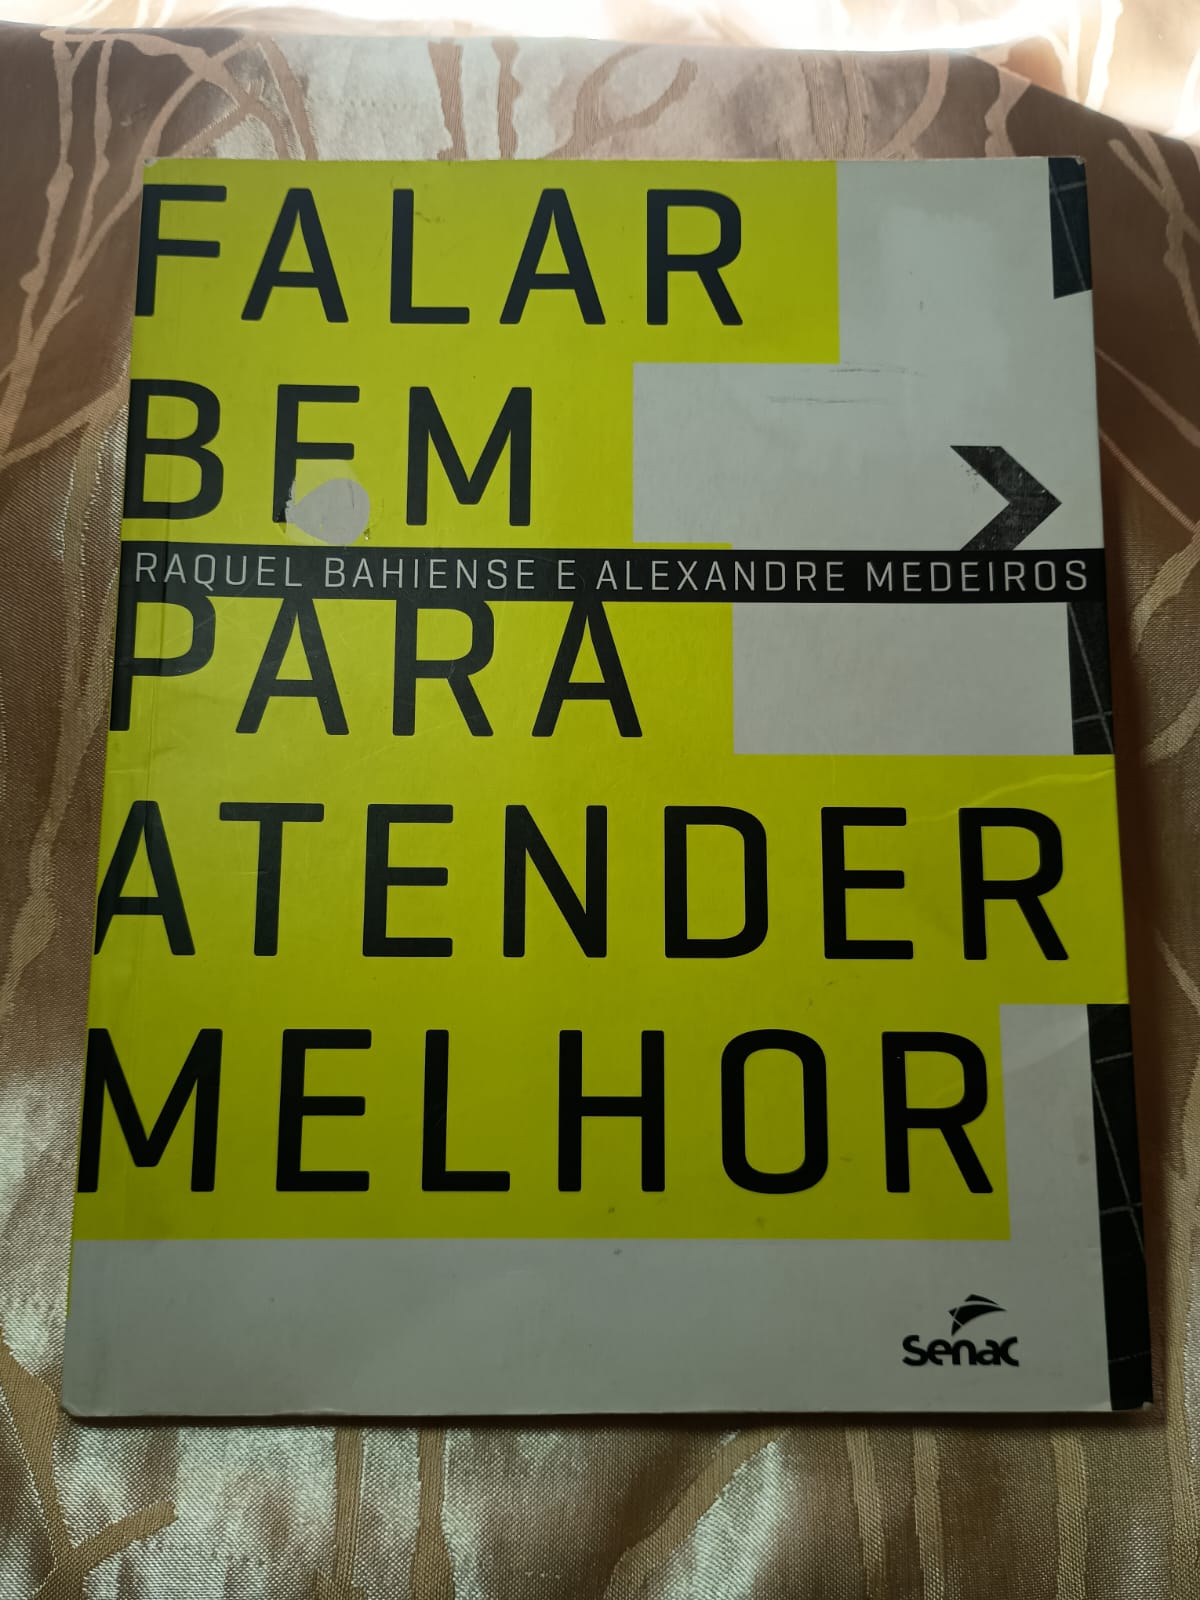 FALAR
BEM
RAQUEL BAHIENSE E ALEXANDRE MEDEIROS
PARA
ATENDER
MELHOR
Senac